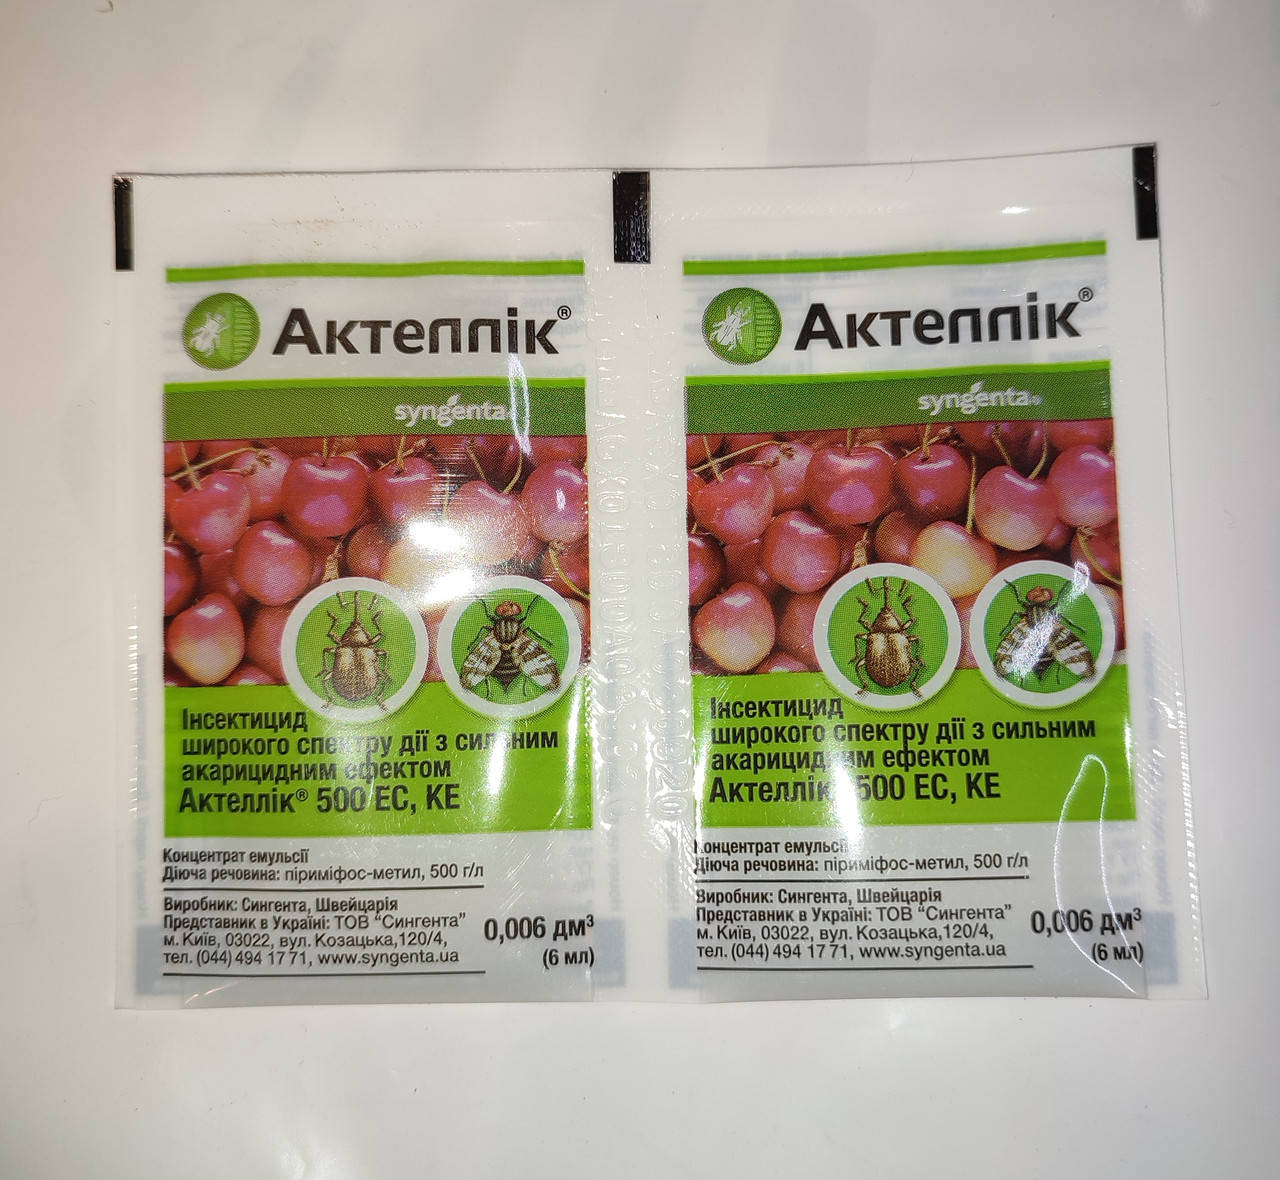 Актеллік®
syngenta®
Інсектицид
широкого спектру дії з сильним
акарицидним ефектом
Актеллік® 500 ЕС, КЕ
Концентрат емульсії
Діюча речовина: піриміфос-метил, 500 г/л
Виробник: Сингента, Швейцарія
Представник в Україні: ТОВ "Сингента"
м. Київ, 03022, вул. Козацька,120/4,
тел. (044) 494 17 71, www.syngenta.ua
0,006 дм³
(6 мл)
Актеллік®
syngenta®
Інсектицид
широкого спектру дії з сильним
акарицидним ефектом
Актеллік 500 ЕС, КЕ
Концентрат емульсії
Діюча речовина: піриміфос-метил, 500 г/л
Виробник: Сингента, Швейцарія
Представник в Україні: ТОВ "Сингента"
м. Київ, 03022, вул. Козацька,120/4,
тел. (044) 494 17 71, www.syngenta.ua
0,006 дм³
(6 мл)